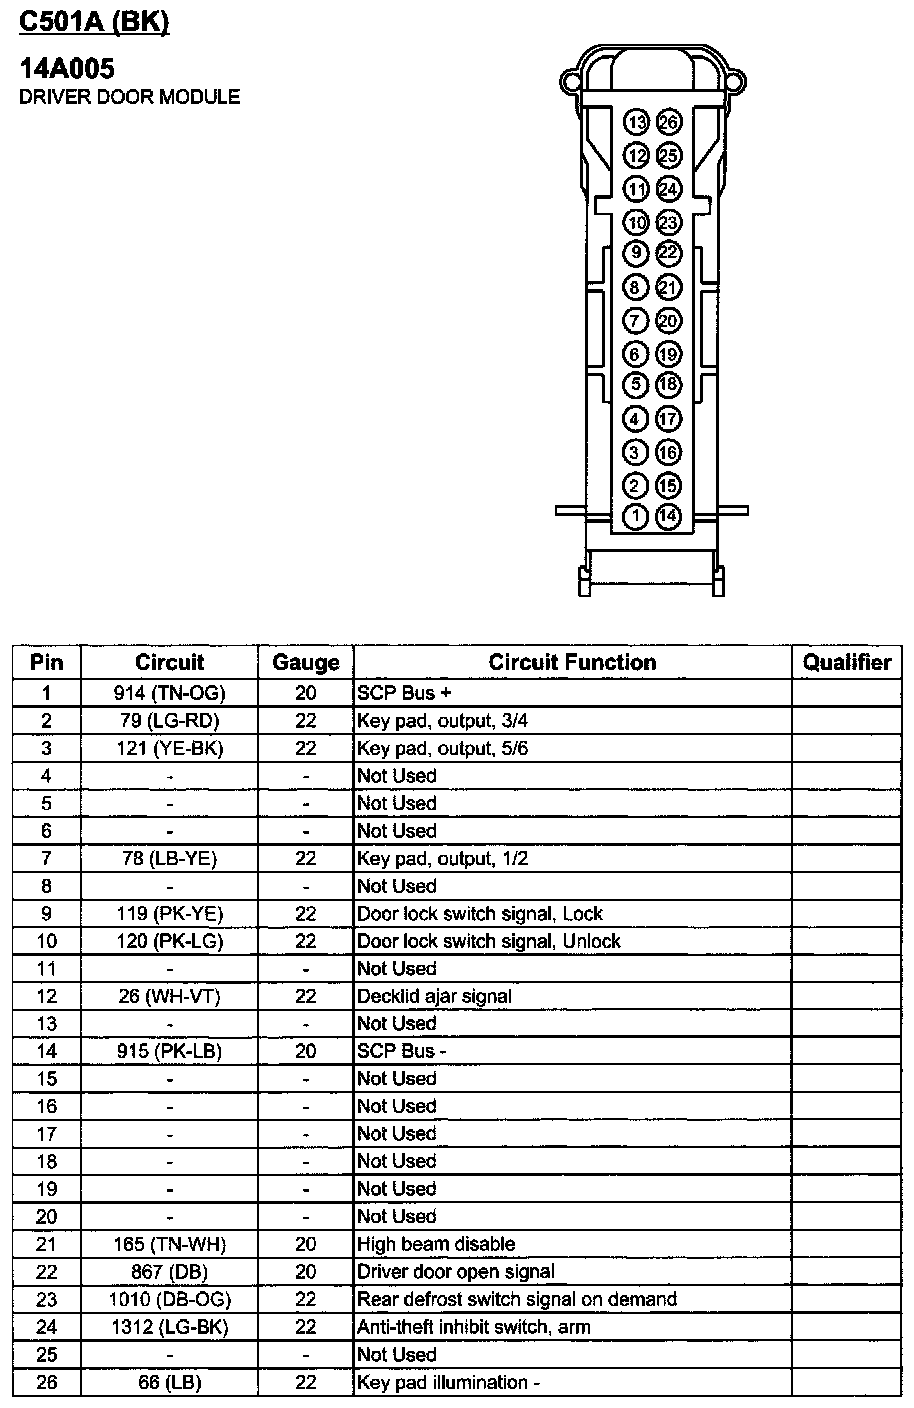 C501A (BK)
14A005
DRIVER DOOR MODULE
13 26
12 25
11 24
10 23
9 22
8 21
7 20
6 19
5 18
4 17
3 16
2 15
1 14
Pin Circuit Gauge Circuit Function Qualifier
1 914 (TN-OG) 20 SCP Bus +
2 79 (LG-RD) 22 Key pad, output, 3/4
3 121 (YE-BK) 22 Key pad, output, 5/6
4 - - Not Used
5 - - Not Used
6 - - Not Used
7 78 (LB-YE) 22 Key pad, output, 1/2
8 - - Not Used
9 119 (PK-YE) 22 Door lock switch signal, Lock
10 120 (PK-LG) 22 Door lock switch signal, Unlock
11 - - Not Used
12 26 (WH-VT) 22 Decklid ajar signal
13 - - Not Used
14 915 (PK-LB) 20 SCP Bus -
15 - - Not Used
16 - - Not Used
17 - - Not Used
18 - - Not Used
19 - - Not Used
20 - - Not Used
21 165 (TN-WH) 20 High beam disable
22 867 (DB) 20 Driver door open signal
23 1010 (DB-OG) 22 Rear defrost switch signal on demand
24 1312 (LG-BK) 22 Anti-theft inhibit switch, arm
25 - - Not Used
26 66 (LB) 22 Key pad illumination -